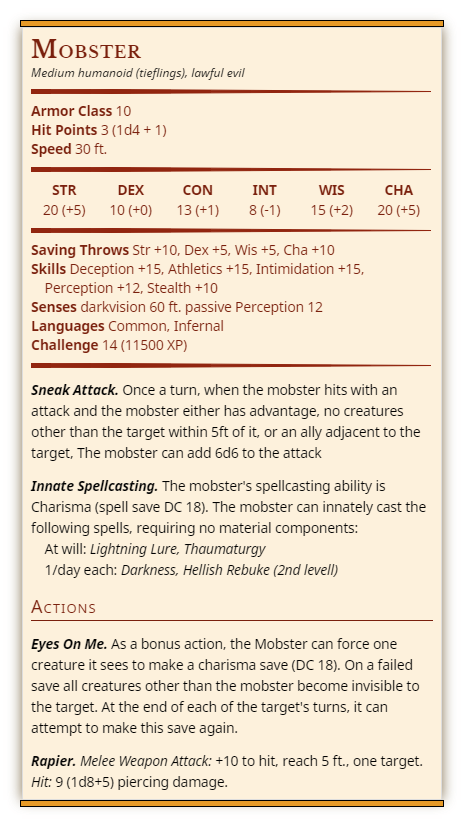 Mobster
Medium humanoid (tieflings), lawful evil
Armor Class 10
Hit Points 3 (1d4 + 1)
Speed 30 ft.
STR DEX CON INT WIS CHA
20 (+5) 10 (+0) 13 (+1) 8 (-1) 15 (+2) 20 (+5)
Saving Throws Str +10, Dex +5, Wis +5, Cha +10
Skills Deception +15, Athletics +15, Intimidation +15,
Perception +12, Stealth +10
Senses darkvision 60 ft. passive Perception 12
Languages Common, Infernal
Challenge 14 (11500 XP)
Sneak Attack. Once a turn, when the mobster hits with an
attack and the mobster either has advantage, no creatures
other than the target within 5ft of it, or an ally adjacent to the
target, The mobster can add 6d6 to the attack
Innate Spellcasting. The mobster's spellcasting ability is
Charisma (spell save DC 18). The mobster can innately cast the
following spells, requiring no material components:
At will: Lightning Lure, Thaumaturgy
1/day each: Darkness, Hellish Rebuke (2nd levell)
Actions
Eyes On Me. As a bonus action, the Mobster can force one
creature it sees to make a charisma save (DC 18). On a failed
save all creatures other than the mobster become invisible to
the target. At the end of each of the target's turns, it can
attempt to make this save again.
Rapier. Melee Weapon Attack: +10 to hit, reach 5 ft., one target.
Hit: 9 (1d8+5) piercing damage.